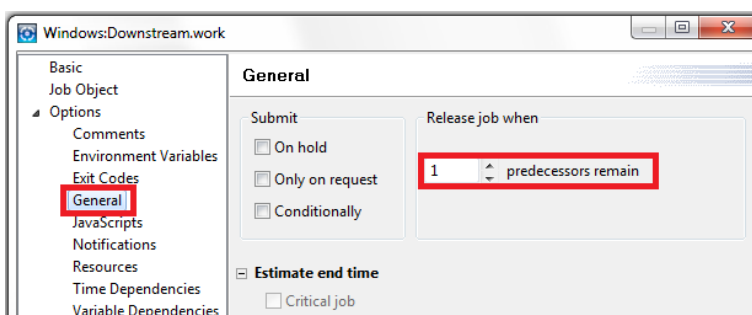 Windows:Downstream.work
Basic
Job Object
Options
Comments
Environment Variables
Exit Codes
General
JavaScripts
Notifications
Resources
Time Dependencies
Variable Dependencies
General
Submit
On hold
Only on request
Conditionally
Release job when
1 predecessors remain
Estimate end time
Critical job